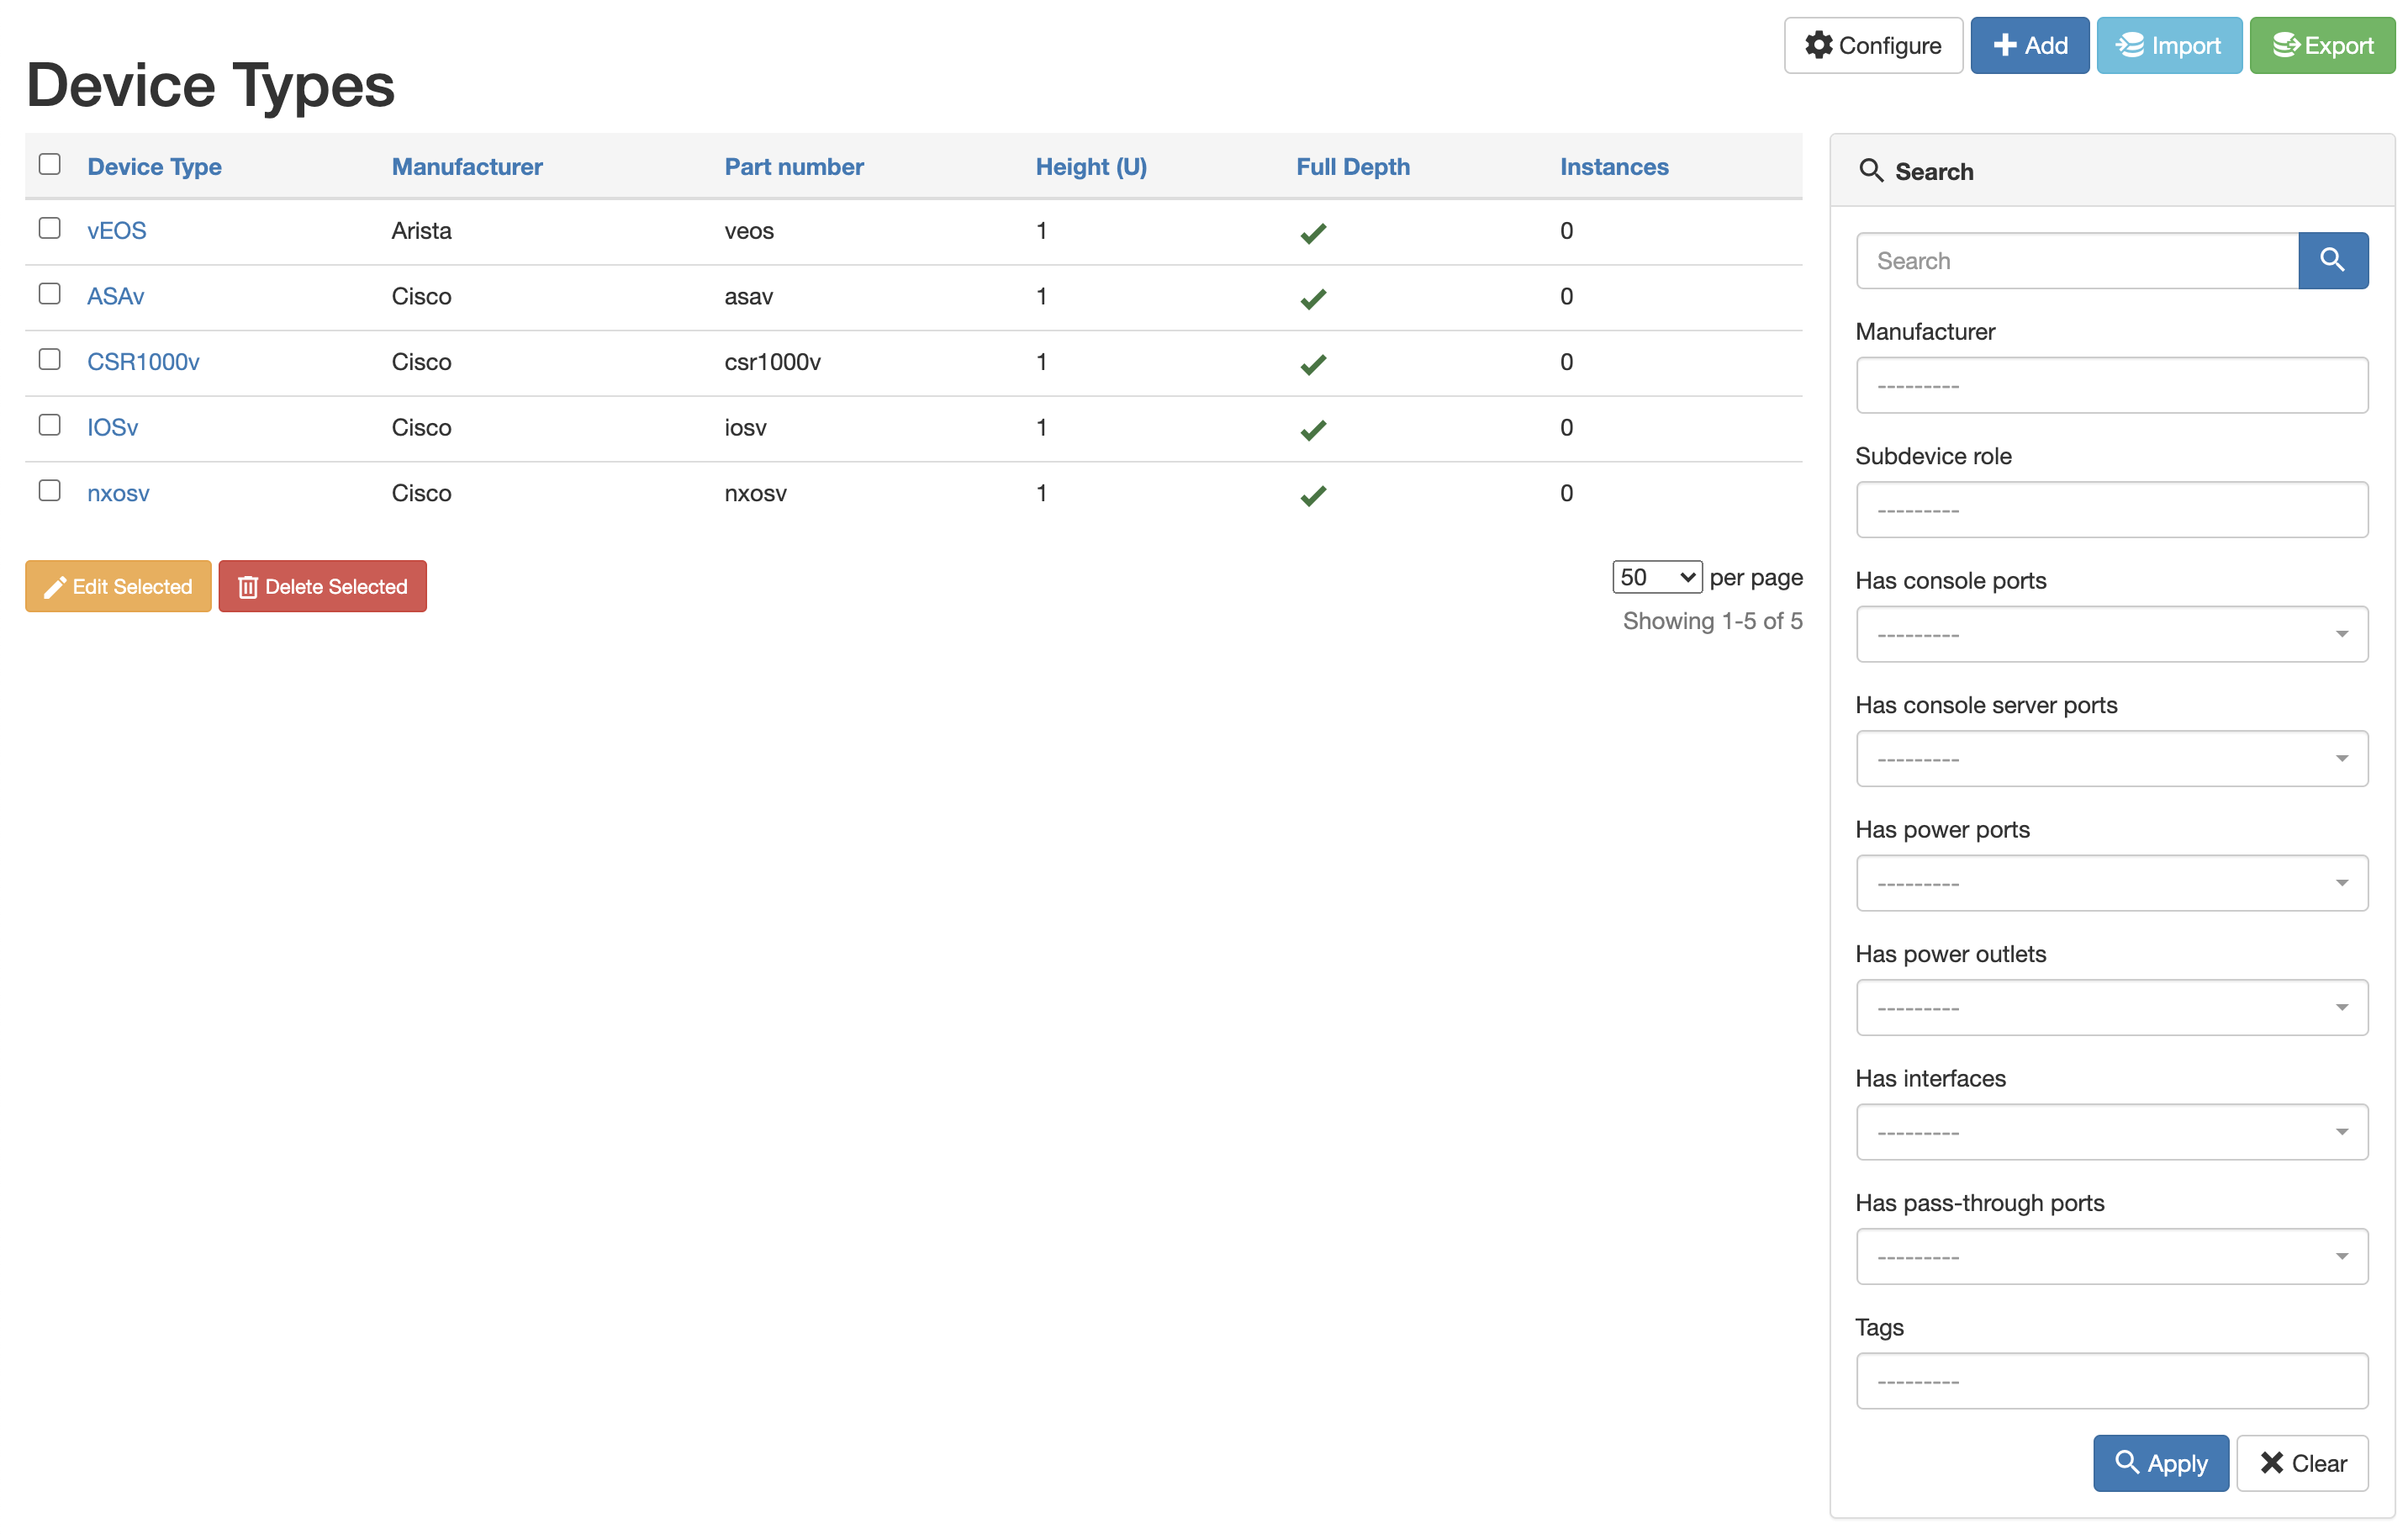 Configure Add Import Export
Device Types
Device Type Manufacturer Part number Height (U) Full Depth Instances
vEOS Arista veos 1 0
ASAv Cisco asav 1 0
CSR1000v Cisco csr1000v 1 0
IOSv Cisco iosv 1 0
nxosv Cisco nxosv 1 0
Edit Selected Delete Selected
50 per page
Showing 1-5 of 5
Search
Search
Manufacturer
---------
Subdevice role
---------
Has console ports
---------
Has console server ports
---------
Has power ports
---------
Has power outlets
---------
Has interfaces
---------
Has pass-through ports
---------
Tags
---------
Apply Clear